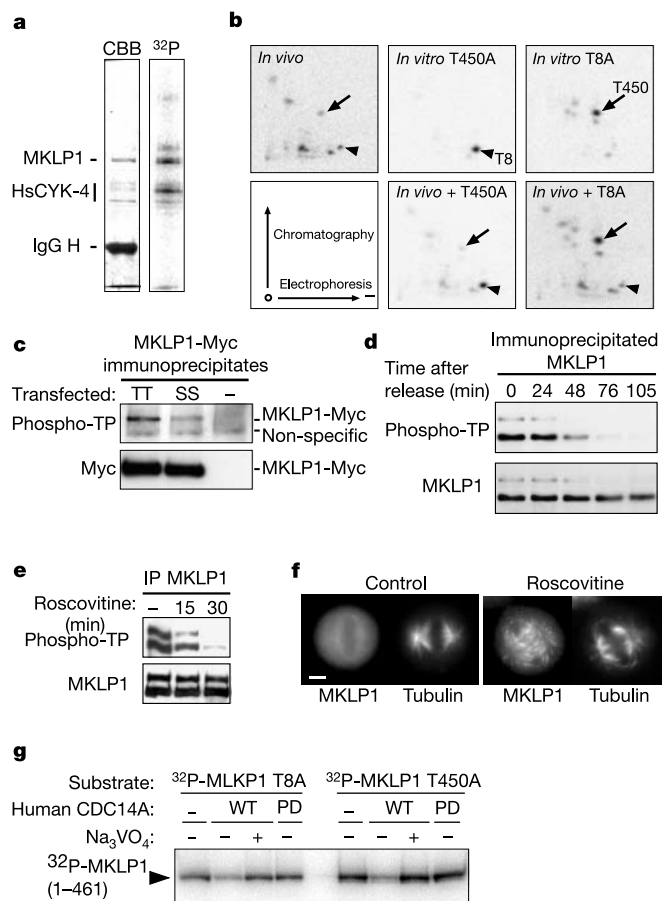 a
CBB ³²P
MKLP1
HsCYK-4
IgG H
b
In vivo
In vitro T450A
T8
In vitro T8A
T450
Chromatography
Electrophoresis
In vivo + T450A
In vivo + T8A
c
MKLP1-Myc
immunoprecipitates
Transfected: TT SS –
Phospho-TP
MKLP1-Myc
Non-specific
Myc
MKLP1-Myc
d
Immunoprecipitated
MKLP1
Time after
release (min)
0 24 48 76 105
Phospho-TP
MKLP1
e
IP MKLP1
Roscovitine: – 15 30
(min)
Phospho-TP
MKLP1
f
Control
Roscovitine
MKLP1 Tubulin
MKLP1 Tubulin
g
Substrate: ³²P-MLKP1 T8A ³²P-MKLP1 T450A
Human CDC14A: – WT PD – WT PD
Na₃VO₄: – – + – – – + –
³²P-MKLP1
(1–461)